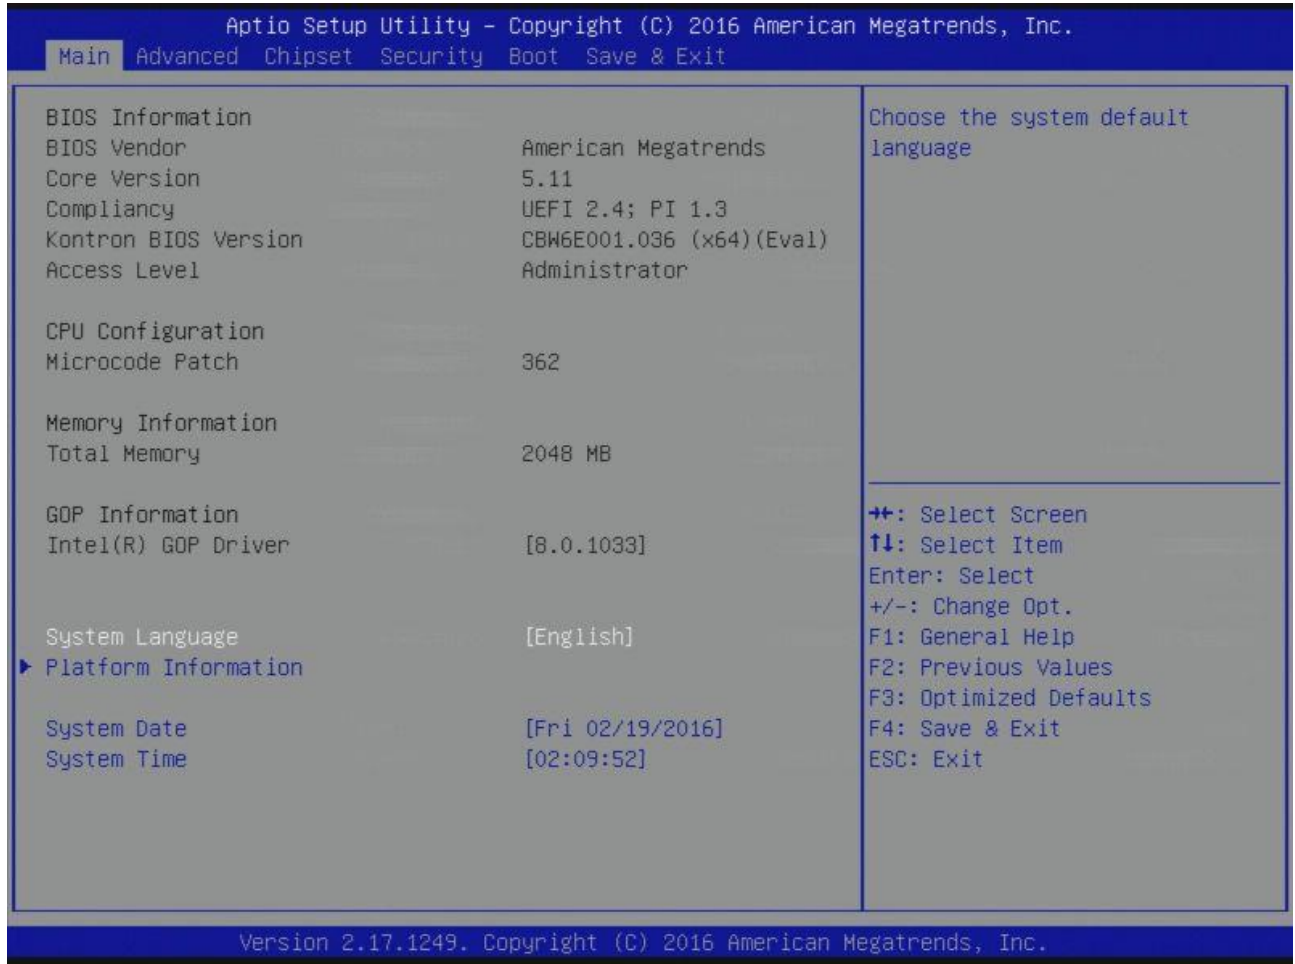 Aptio Setup Utility – Copyright (C) 2016 American Megatrends, Inc.
Main Advanced Chipset Security Boot Save & Exit
BIOS Information
BIOS Vendor American Megatrends
Core Version 5.11
Compliancy UEFI 2.4; PI 1.3
Kontron BIOS Version CBW6E001.036 (x64)(Eval)
Access Level Administrator
CPU Configuration
Microcode Patch 362
Memory Information
Total Memory 2048 MB
GOP Information
Intel(R) GOP Driver [8.0.1033]
System Language [English]
Platform Information
System Date [Fri 02/19/2016]
System Time [02:09:52]
Choose the system default
language
→←: Select Screen
↑↓: Select Item
Enter: Select
+/-: Change Opt.
F1: General Help
F2: Previous Values
F3: Optimized Defaults
F4: Save & Exit
ESC: Exit
Version 2.17.1249. Copyright (C) 2016 American Megatrends, Inc.